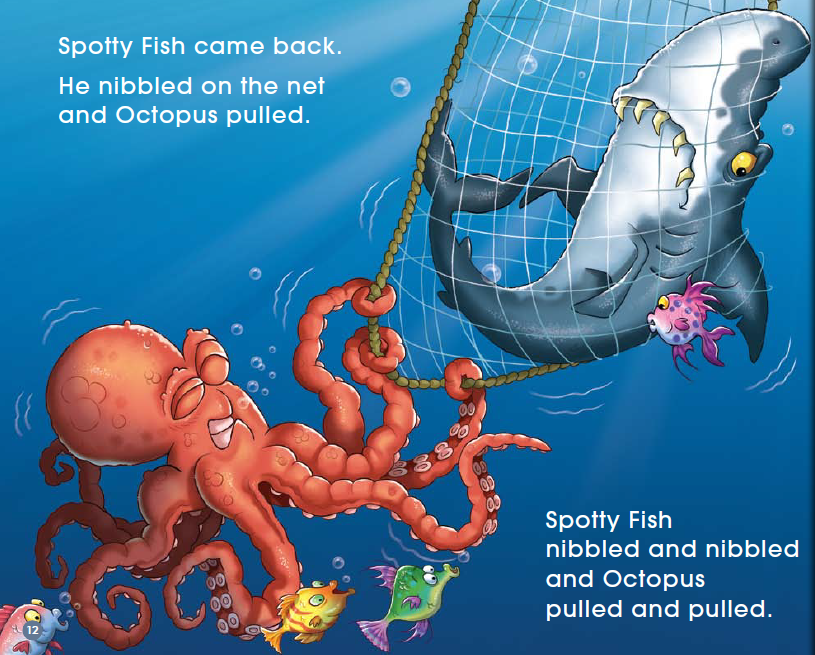 Spotty Fish came back.
He nibbled on the net
and Octopus pulled.
Spotty Fish
nibbled and nibbled
and Octopus
pulled and pulled.
12